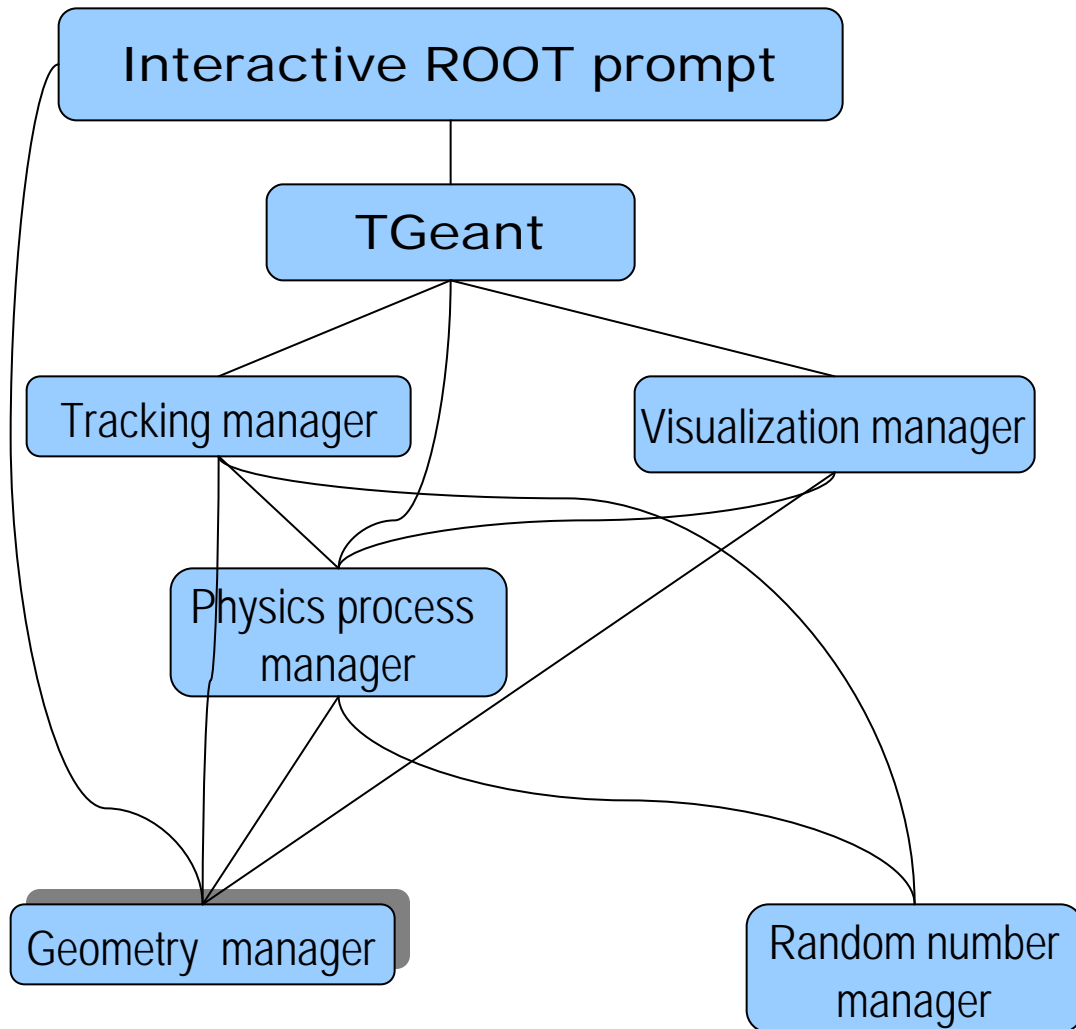 Interactive ROOT prompt
TGeant
Tracking manager
Visualization manager
Physics process
manager
Geometry manager
Random number
manager